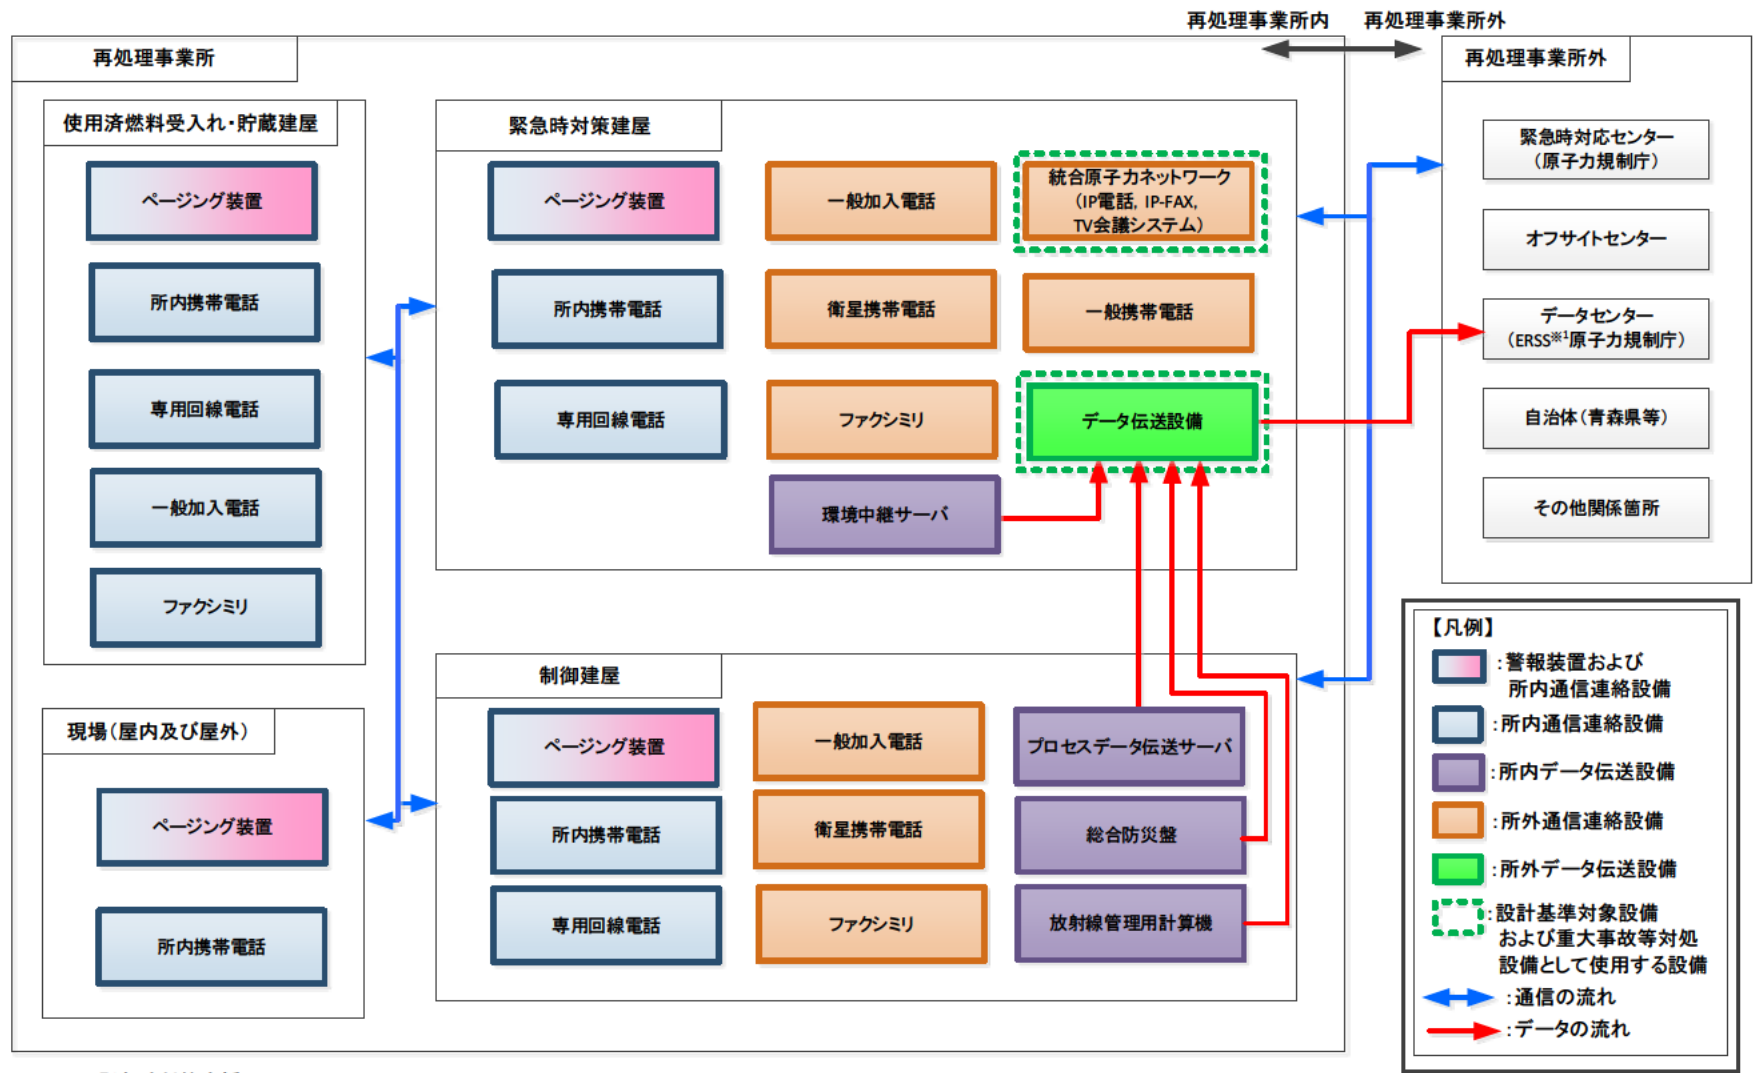 再処理事業所内
再処理事業所外
再処理事業所
使用済燃料受入れ・貯蔵建屋
ページング装置
所内携帯電話
専用回線電話
一般加入電話
ファクシミリ
現場(屋内及び屋外)
ページング装置
所内携帯電話
緊急時対策建屋
ページング装置
一般加入電話
統合原子力ネットワーク
(IP電話, IP-FAX,
TV会議システム)
所内携帯電話
衛星携帯電話
一般携帯電話
専用回線電話
ファクシミリ
データ伝送設備
環境中継サーバ
制御建屋
ページング装置
一般加入電話
プロセスデータ伝送サーバ
所内携帯電話
衛星携帯電話
総合防災盤
専用回線電話
ファクシミリ
放射線管理用計算機
再処理事業所外
緊急時対応センター
(原子力規制庁)
オフサイトセンター
データセンター
(ERSS※1原子力規制庁)
自治体(青森県等)
その他関係箇所
【凡例】
:警報装置および
所内通信連絡設備
:所内通信連絡設備
:所内データ伝送設備
:所外通信連絡設備
:所外データ伝送設備
:設計基準対象設備
および重大事故等対処
設備として使用する設備
:通信の流れ
:データの流れ